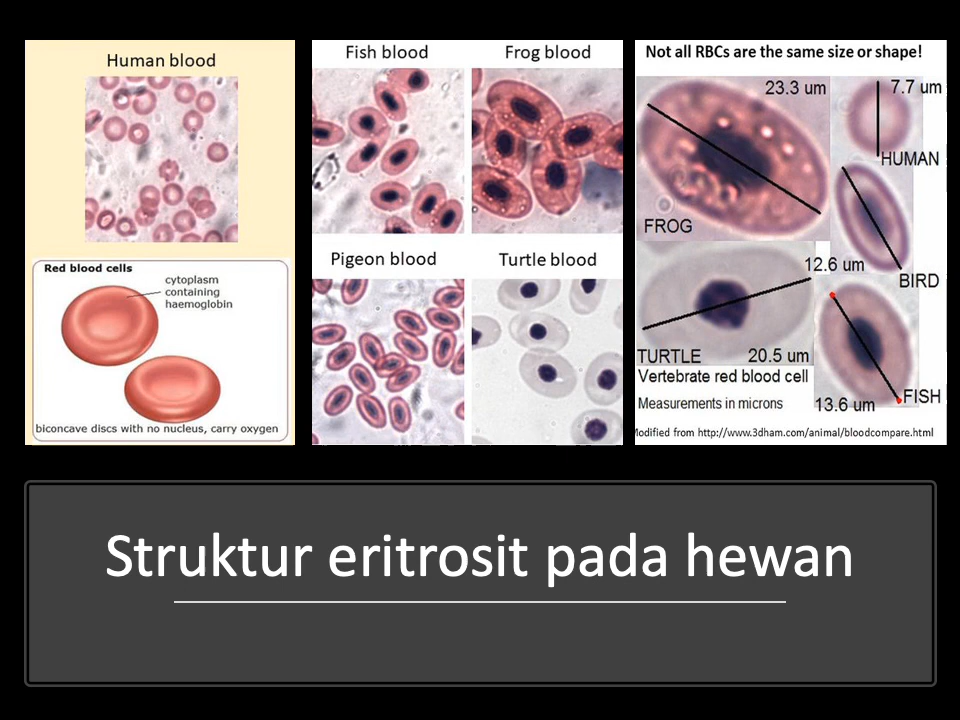 Human blood
Red blood cells
cytoplasm
containing
haemoglobin
biconcave discs with no nucleus, carry oxygen
Fish blood
Frog blood
Pigeon blood
Turtle blood
Not all RBCs are the same size or shape!
23.3 um
7.7 um
HUMAN
FROG
12.6 um
BIRD
TURTLE
20.5 um
Vertebrate red blood cell
Measurements in microns
13.6 um
FISH
Modified from http://www.3dham.com/animal/bloodcompare.html
Struktur eritrosit pada hewan